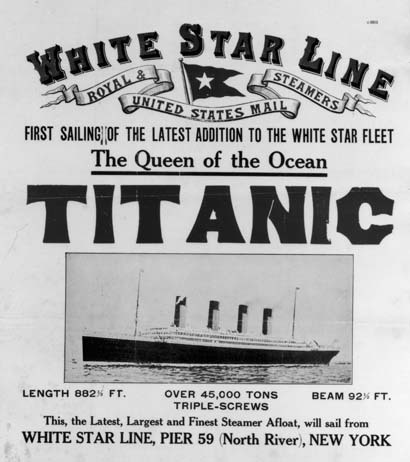 WHITE STAR LINE
ROYAL & UNITED STATES MAIL STEAMERS
FIRST SAILING OF THE LATEST ADDITION TO THE WHITE STAR FLEET
The Queen of the Ocean
TITANIC
LENGTH 882½ FT. OVER 45,000 TONS BEAM 92½ FT.
TRIPLE-SCREWS
This, the Latest, Largest and Finest Steamer Afloat, will sail from
WHITE STAR LINE, PIER 59 (North River), NEW YORK